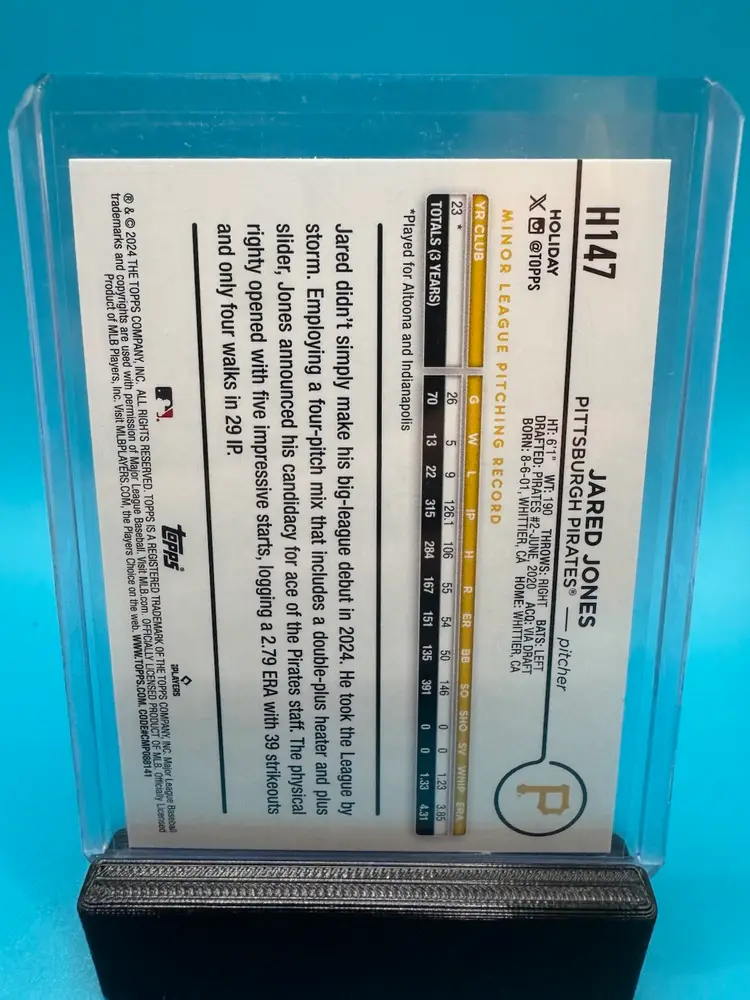 H147
JARED JONES
PITTSBURGH PIRATES® — pitcher
HOLIDAY
X @TOPPS
HT: 6'1" WT: 190 THROWS: RIGHT BATS: LEFT
DRAFTED: PIRATES #2-JUNE, 2020 ACQ: VIA DRAFT
BORN: 8-6-01, WHITTIER, CA HOME: WHITTIER, CA
P
MINOR LEAGUE PITCHING RECORD
YR CLUB G W L IP H R ER BB SO SHO SV WHIP ERA
23 * 26 5 9 126.1 106 55 54 50 146 0 0 1.23 3.85
TOTALS (3 YEARS) 70 13 22 315 284 167 151 135 391 0 0 1.33 4.31
*Played for Altoona and Indianapolis
Jared didn't simply make his big-league debut in 2024. He took the League by
storm. Employing a four-pitch mix that includes a double-plus heater and plus
slider, Jones announced his candidacy for ace of the Pirates staff. The physical
righty opened with five impressive starts, logging a 2.79 ERA with 39 strikeouts
and only four walks in 29 IP.
topps®
PLAYERS
® & © 2024 THE TOPPS COMPANY, INC. ALL RIGHTS RESERVED. TOPPS IS A REGISTERED TRADEMARK OF THE TOPPS COMPANY, INC. Major League Baseball
trademarks and copyrights are used with permission of Major League Baseball. Visit MLB.com. OFFICIALLY LICENSED PRODUCT OF MLB. Officially Licensed
Product of MLB Players, Inc. Visit MLBPLAYERS.COM, the Players Choice on the web. WWW.TOPPS.COM. CODE#CMP088141